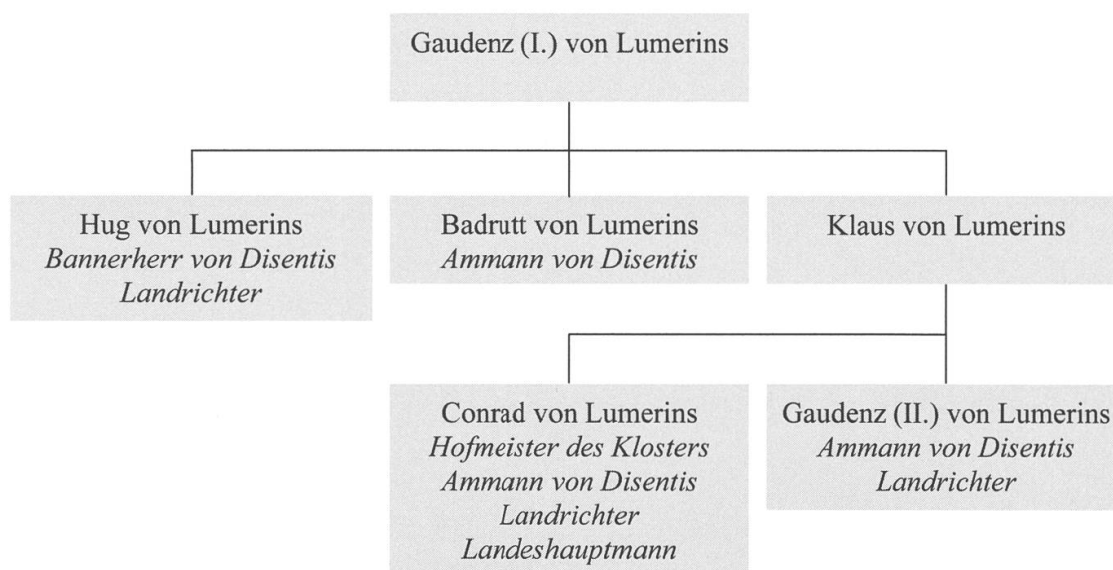 Gaudenz (I.) von Lumerins
Hug von Lumerins
Bannerherr von Disentis
Landrichter
Badrutt von Lumerins
Ammann von Disentis
Klaus von Lumerins
Conrad von Lumerins
Hofmeister des Klosters
Ammann von Disentis
Landrichter
Landeshauptmann
Gaudenz (II.) von Lumerins
Ammann von Disentis
Landrichter